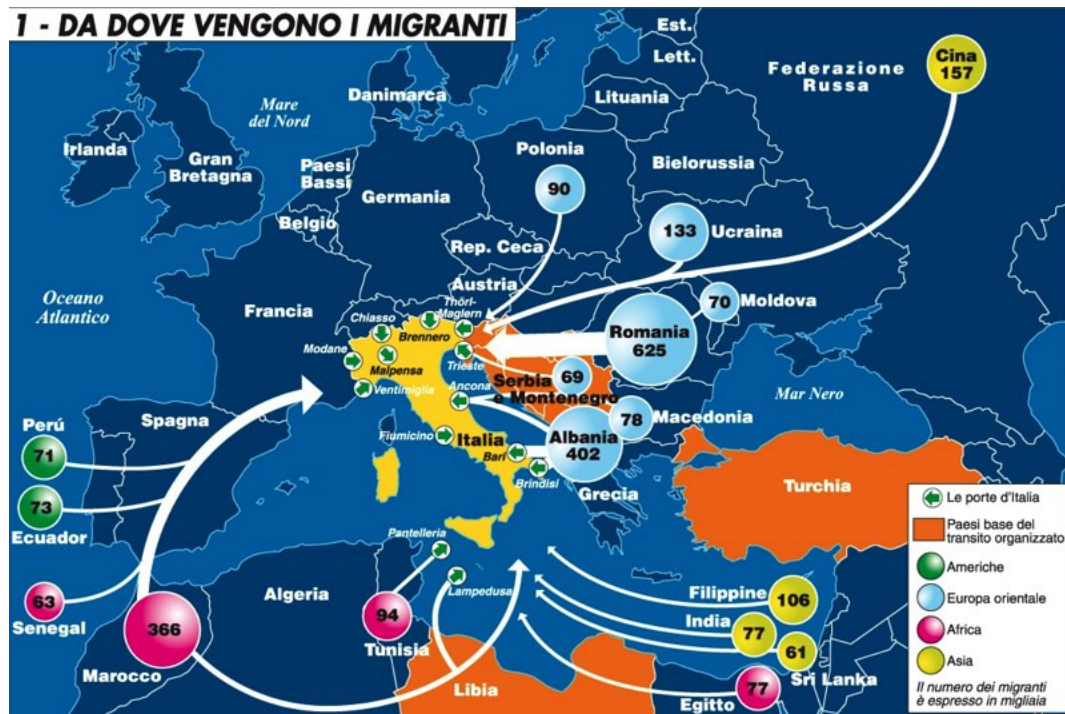 1 - DA DOVE VENGONO I MIGRANTI
Est.
Lett.
Lituania
Federazione
Russa
Cina
157
Danimarca
Mare
del Nord
Irlanda
Gran
Bretagna
Paesi
Bassi
Polonia
90
Bielorussia
Germania
Belgio
133
Ucraina
Rep. Ceca
Austria
Oceano
Atlantico
Francia
Chiasso
Thörl-
Maglern
70
Moldova
Romania
625
Modane
Brennero
Malpensa
Trieste
Ventimiglia
Ancona
Serbia
e Montenegro
69
Mar Nero
Perú
71
Spagna
Fiumicino
Italia
Bari
Albania
402
78
Macedonia
Brindisi
Grecia
Turchia
73
Ecuador
Pantelleria
Lampedusa
63
Senegal
366
Marocco
Algeria
94
Tunisia
Libia
Filippine
106
India
77
61
Sri Lanka
77
Egitto
Le porte d'Italia
Paesi base del
transito organizzato
Americhe
Europa orientale
Africa
Asia
Il numero dei migranti
è espresso in migliaia